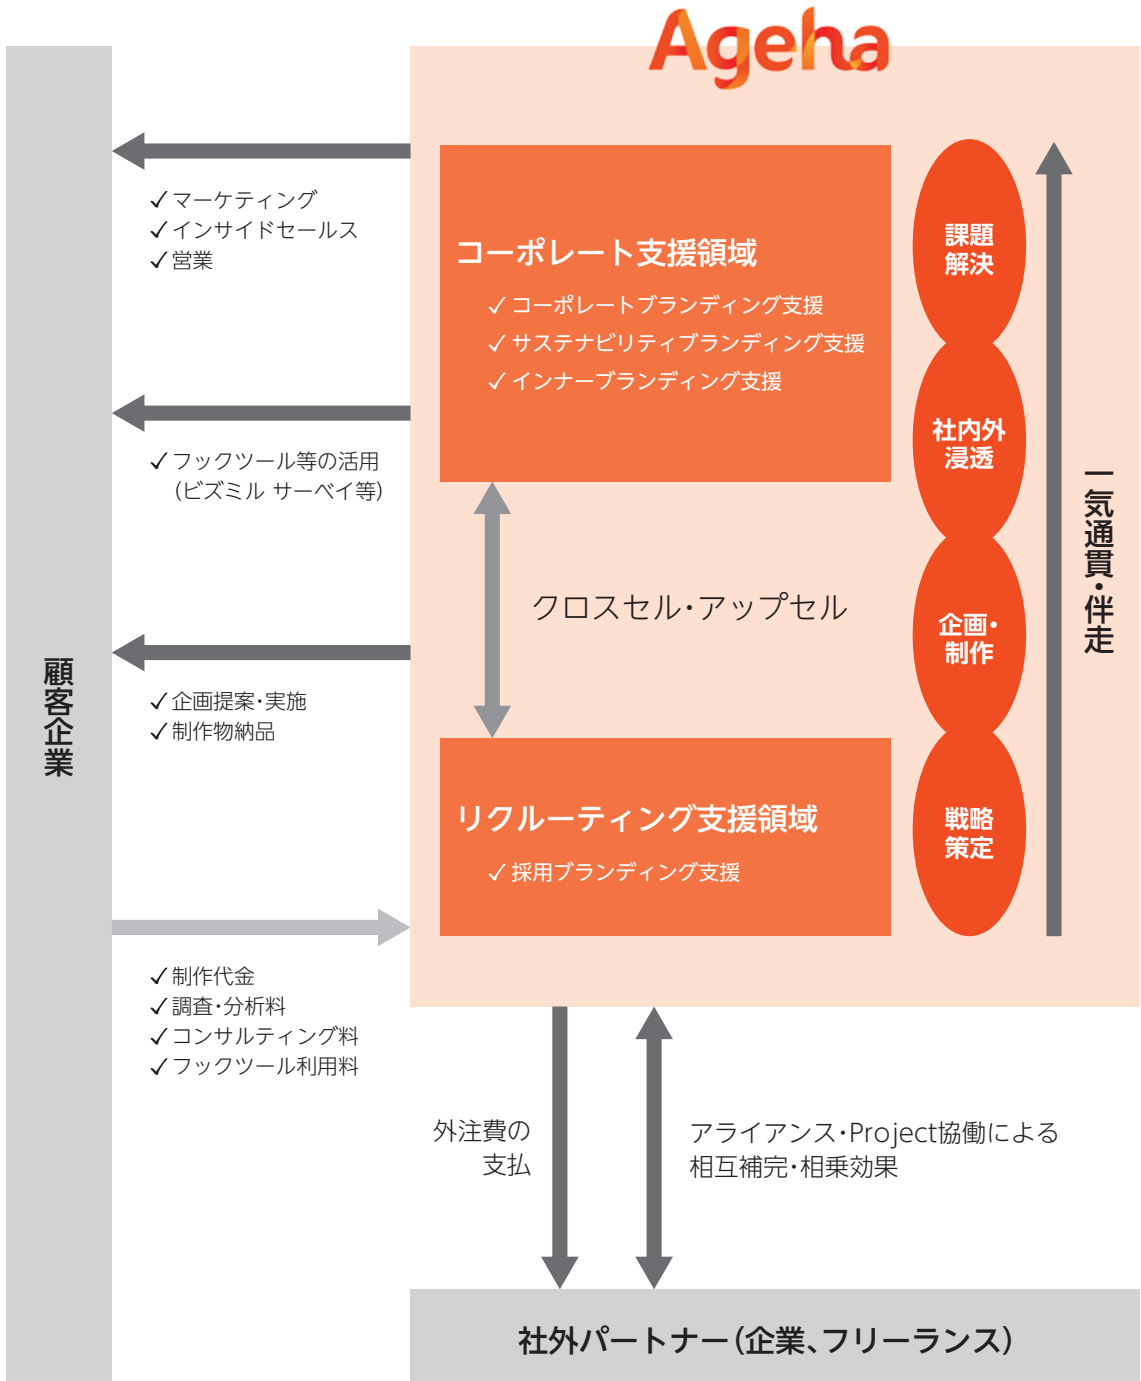 Ageha
顧客企業
✓マーケティング
✓インサイドセールス
✓営業
✓フックツール等の活用
（ビズミル サーベイ等）
✓企画提案・実施
✓制作物納品
✓制作代金
✓調査・分析料
✓コンサルティング料
✓フックツール利用料
コーポレート支援領域
✓コーポレートブランディング支援
✓サステナビリティブランディング支援
✓インナーブランディング支援
クロスセル・アップセル
リクルーティング支援領域
✓採用ブランディング支援
課題
解決
社内外
浸透
企画・
制作
戦略
策定
一気通貫・伴走
外注費の
支払
アライアンス・Project協働による
相互補完・相乗効果
社外パートナー（企業、フリーランス）